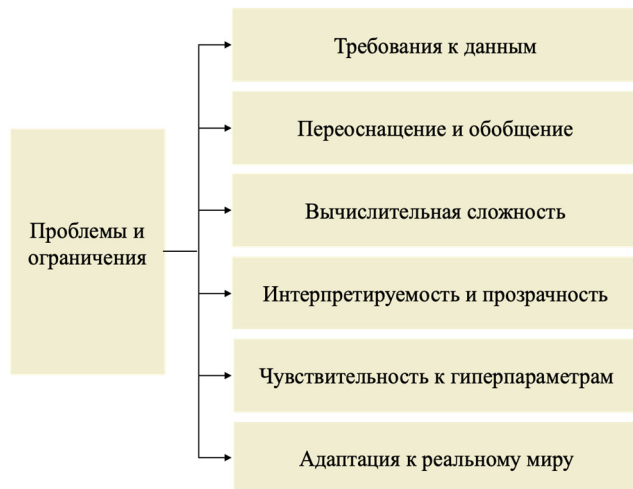 Проблемы и
ограничения
Требования к данным
Переоснащение и обобщение
Вычислительная сложность
Интерпретируемость и прозрачность
Чувствительность к гиперпараметрам
Адаптация к реальному миру